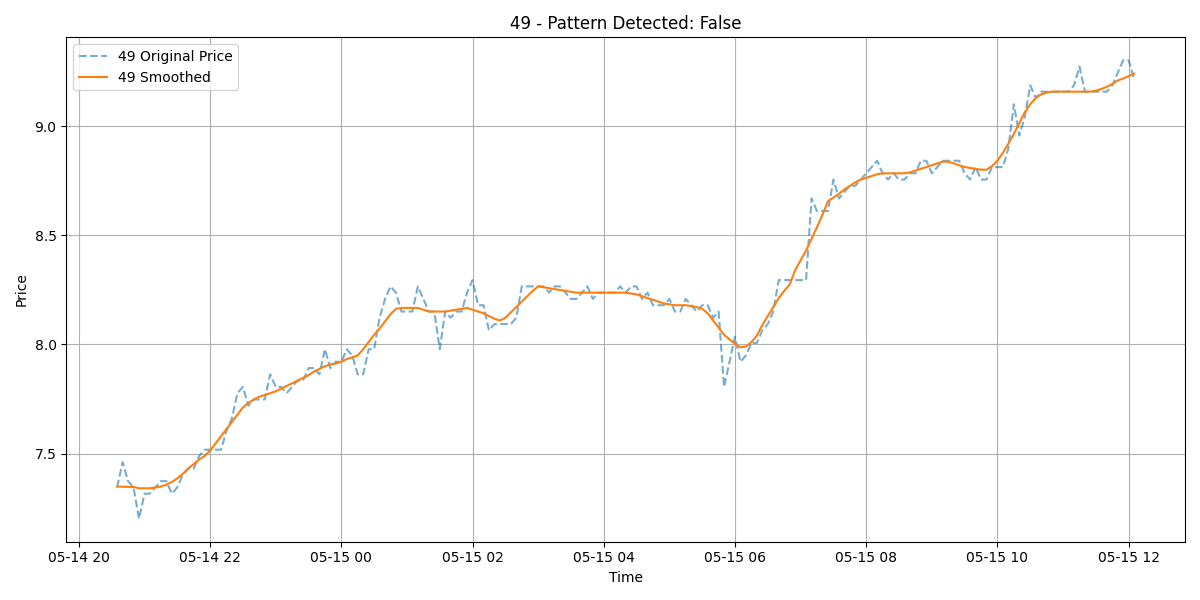 49 - Pattern Detected: False
49 Original Price
49 Smoothed
Price
9.0
8.5
8.0
7.5
05-14 20 05-14 22 05-15 00 05-15 02 05-15 04 05-15 06 05-15 08 05-15 10 05-15 12
Time